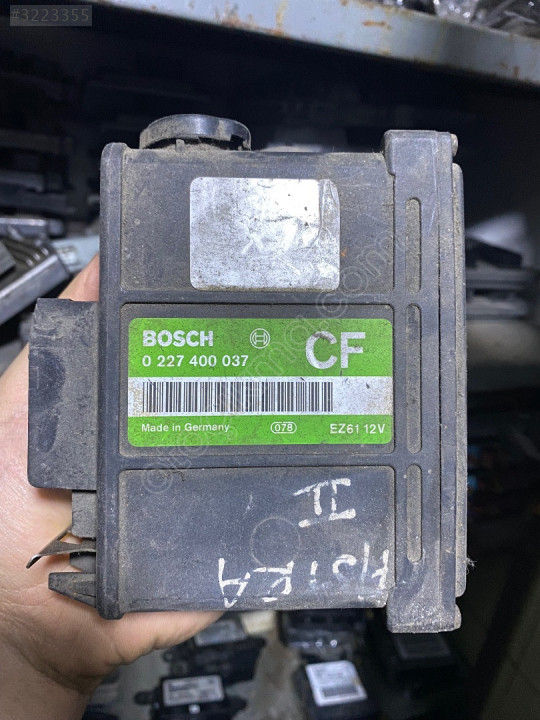 #3223355
BOSCH
0 227 400 037
CF
Made in Germany
078
EZ61 12V
II
ASTRA